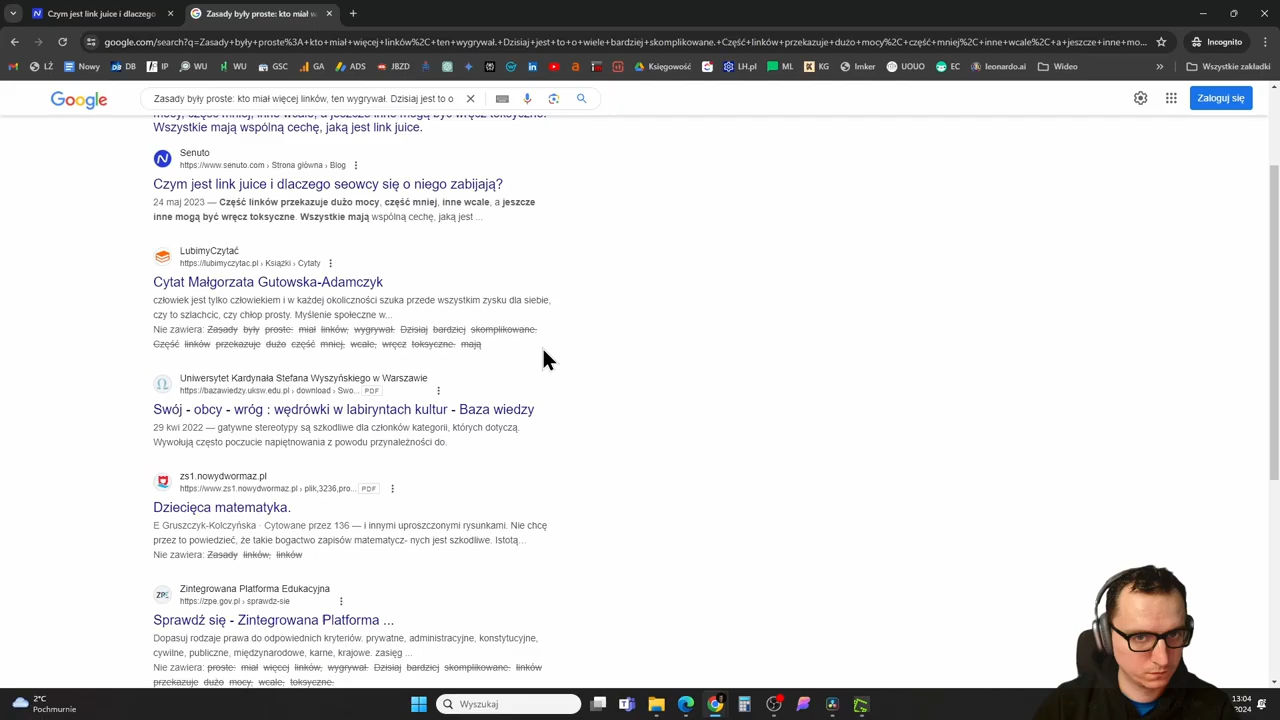 Czym jest link juice i dlaczego
Zasady były proste: kto miał w
google.com/search?q=Zasady+były+proste%3A+kto+miał+więcej+linków%2C+ten+wygrywał.+Dzisiaj+jest+to+o+wiele+bardziej+skomplikowane.+Część+linków+przekazuje+dużo+mocy%2C+część+mniej%2C+inne+wcale%2C+a+jeszcze+inne+mo...
Incognito
LŻ
Nowy
DB
YT
GSC
GA
ADS
JBZD
in
EC
Księgowość
LH.pl
ML
KG
UOUO
leonardo.ai
Video
Google
Zasady były proste: kto miał więcej linków, ten wygrywał. Dzisiaj jest to o
Zaloguj się
mocy, część mniej, inne wcale, a jeszcze inne mogą być wręcz toksyczne.
Wszystkie mają wspólną cechę, jaką jest link juice.
Senuto
https://www.senuto.com › Strona główna › Blog
Czym jest link juice i dlaczego seowcy się o niego zabijają?
24 maj 2023 — Część linków przekazuje dużo mocy, część mniej, inne wcale, a jeszcze
inne mogą być wręcz toksyczne. Wszystkie mają wspólną cechę, jaką jest ...
LubimyCzytać
https://lubimyczytac.pl › Książki › Cytaty
Cytat Małgorzata Gutowska-Adamczyk
człowiek jest tylko człowiekiem i w każdej okoliczności szuka przede wszystkim zysku dla siebie,
czy to szlachcic, czy chłop prosty. Myślenie społeczne w...
Nie zawiera: Zasady były proste: miał linków, wygrywał. Dzisiaj bardziej skomplikowane.
Część linków przekazuje dużo część mniej, wcale, wręcz toksyczne. mają
Uniwersytet Kardynała Stefana Wyszyńskiego w Warszawie
https://bazawiedzy.uksw.edu.pl › download › Swo... PDF
Swój - obcy - wróg : wędrówki w labiryntach kultur - Baza wiedzy
29 kwi 2022 — gatywne stereotypy są szkodliwe dla członków kategorii, których dotyczą.
Wywołują często poczucie napiętnowania z powodu przynależności do.
zs1.nowydwormaz.pl
https://www.zs1.nowydwormaz.pl › plik,3236,pro... PDF
Dziecięca matematyka.
E Gruszczyk-Kolczyńska · Cytowane przez 136 — i innymi uproszczonymi rysunkami. Nie chcę
przez to powiedzieć, że takie bogactwo zapisów matematycz- nych jest szkodliwe. Istotą...
Nie zawiera: Zasady linków, linków
Zintegrowana Platforma Edukacyjna
https://zpe.gov.pl › sprawdz-sie
Sprawdź się - Zintegrowana Platforma ...
Dopasuj rodzaje prawa do odpowiednich kryteriów. prywatne, administracyjne, konstytucyjne,
cywilne, publiczne, międzynarodowe, karne, krajowe. zasięg ...
Nie zawiera: proste: miał więcej linków, wygrywał. Dzisiaj bardziej skomplikowane. linków
przekazuje dużo mocy, wcale, toksyczne.
2°C
Pochmurnie
Wyszukaj
13:04
2024